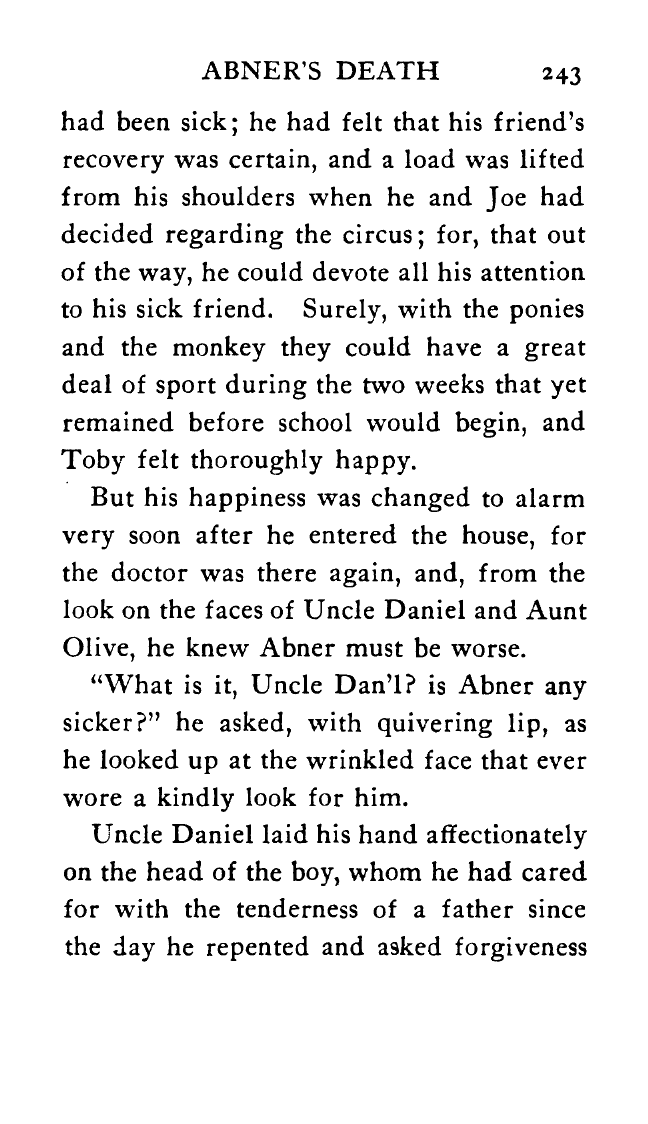 ABNER'S DEATH 243
had been sick; he had felt that his friend's
recovery was certain, and a load was lifted
from his shoulders when he and Joe had
decided regarding the circus; for, that out
of the way, he could devote all his attention
to his sick friend. Surely, with the ponies
and the monkey they could have a great
deal of sport during the two weeks that yet
remained before school would begin, and
Toby felt thoroughly happy.
But his happiness was changed to alarm
very soon after he entered the house, for
the doctor was there again, and, from the
look on the faces of Uncle Daniel and Aunt
Olive, he knew Abner must be worse.
“What is it, Uncle Dan'l? is Abner any
sicker?” he asked, with quivering lip, as
he looked up at the wrinkled face that ever
wore a kindly look for him.
Uncle Daniel laid his hand affectionately
on the head of the boy, whom he had cared
for with the tenderness of a father since
the day he repented and asked forgiveness